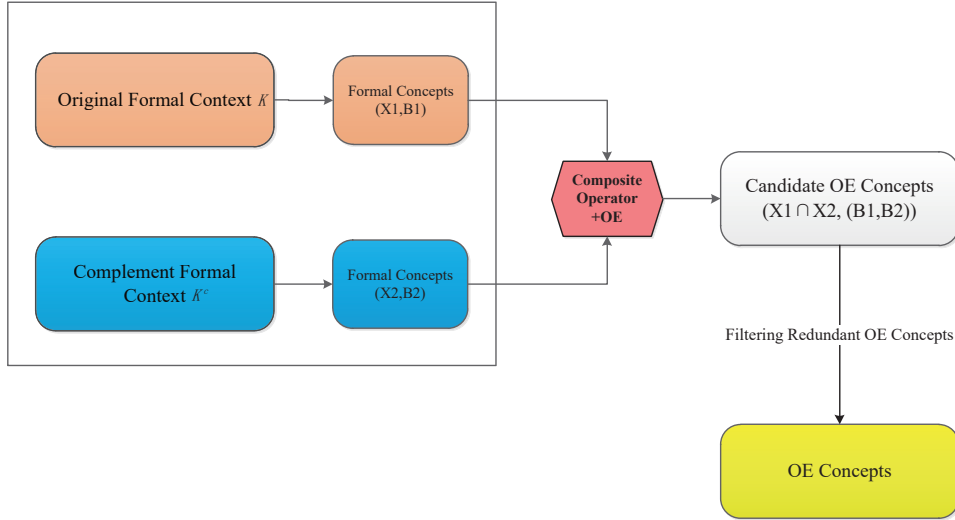 Original Formal Context K
Formal Concepts
(X1,B1)
Composite
Operator
+OE
Candidate OE Concepts
(X1∩X2, (B1,B2))
Complement Formal
Context Kᶜ
Formal Concepts
(X2,B2)
Filtering Redundant OE Concepts
OE Concepts